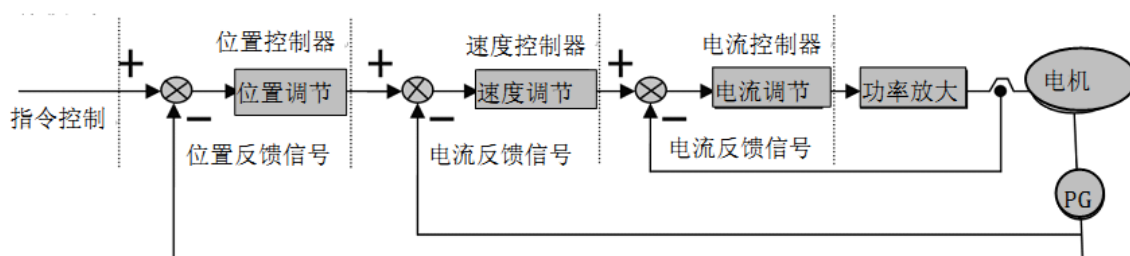 位置控制器
速度控制器
电流控制器
+
+
+
位置调节
速度调节
电流调节
功率放大
电机
指令控制
−
−
−
位置反馈信号
电流反馈信号
电流反馈信号
PG